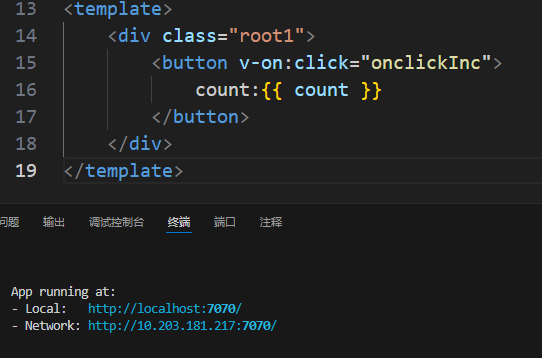 13 <template>
14 <div class="root1">
15 <button v-on:click="onclickInc">
16 count:{{ count }}
17 </button>
18 </div>
19 </template>
问题 输出 调试控制台 终端 端口 注释
App running at:
- Local: http://localhost:7070/
- Network: http://10.203.181.217:7070/